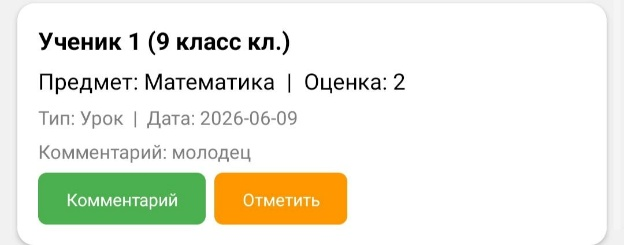 Ученик 1 (9 класс кл.)
Предмет: Математика | Оценка: 2
Тип: Урок | Дата: 2026-06-09
Комментарий: молодец
Комментарий Отметить